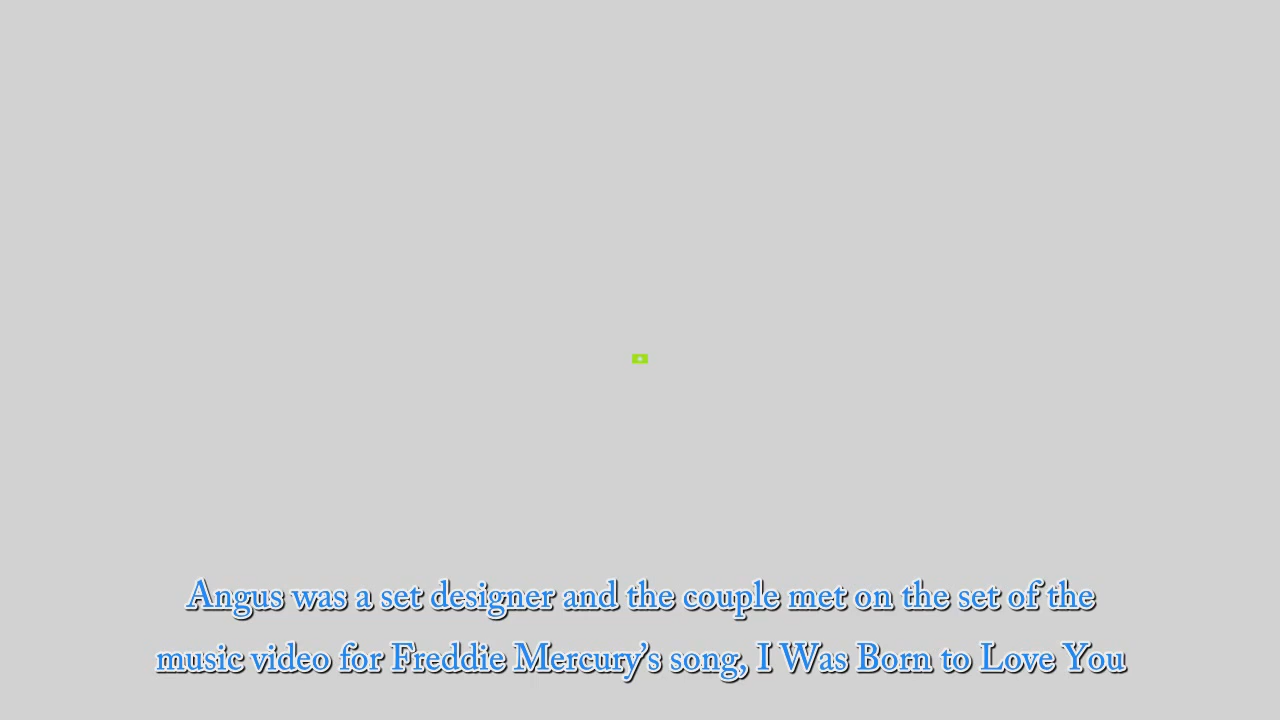 Angus was a set designer and the couple met on the set of the
music video for Freddie Mercury's song, I Was Born to Love You